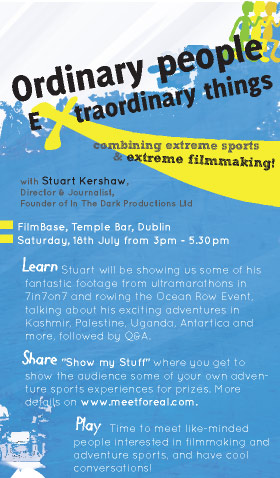 Ordinary people
Extraordinary things
combining extreme sports
& extreme filmmaking!
with Stuart Kershaw,
Director & Journalist,
Founder of In The Dark Productions Ltd
FilmBase, Temple Bar, Dublin
Saturday, 18th July from 3pm - 5.30pm
Learn Stuart will be showing us some of his
fantastic footage from ultramarathons in
7in7on7 and rowing the Ocean Row Event,
talking about his exciting adventures in
Kashmir, Palestine, Uganda, Antartica and
more, followed by Q&A.
Share "Show my Stuff" where you get to
show the audience some of your own adven-
ture sports experiences for prizes. More
details on www.meetforeal.com.
Play Time to meet like-minded
people interested in filmmaking and
adventure sports, and have cool
conversations!